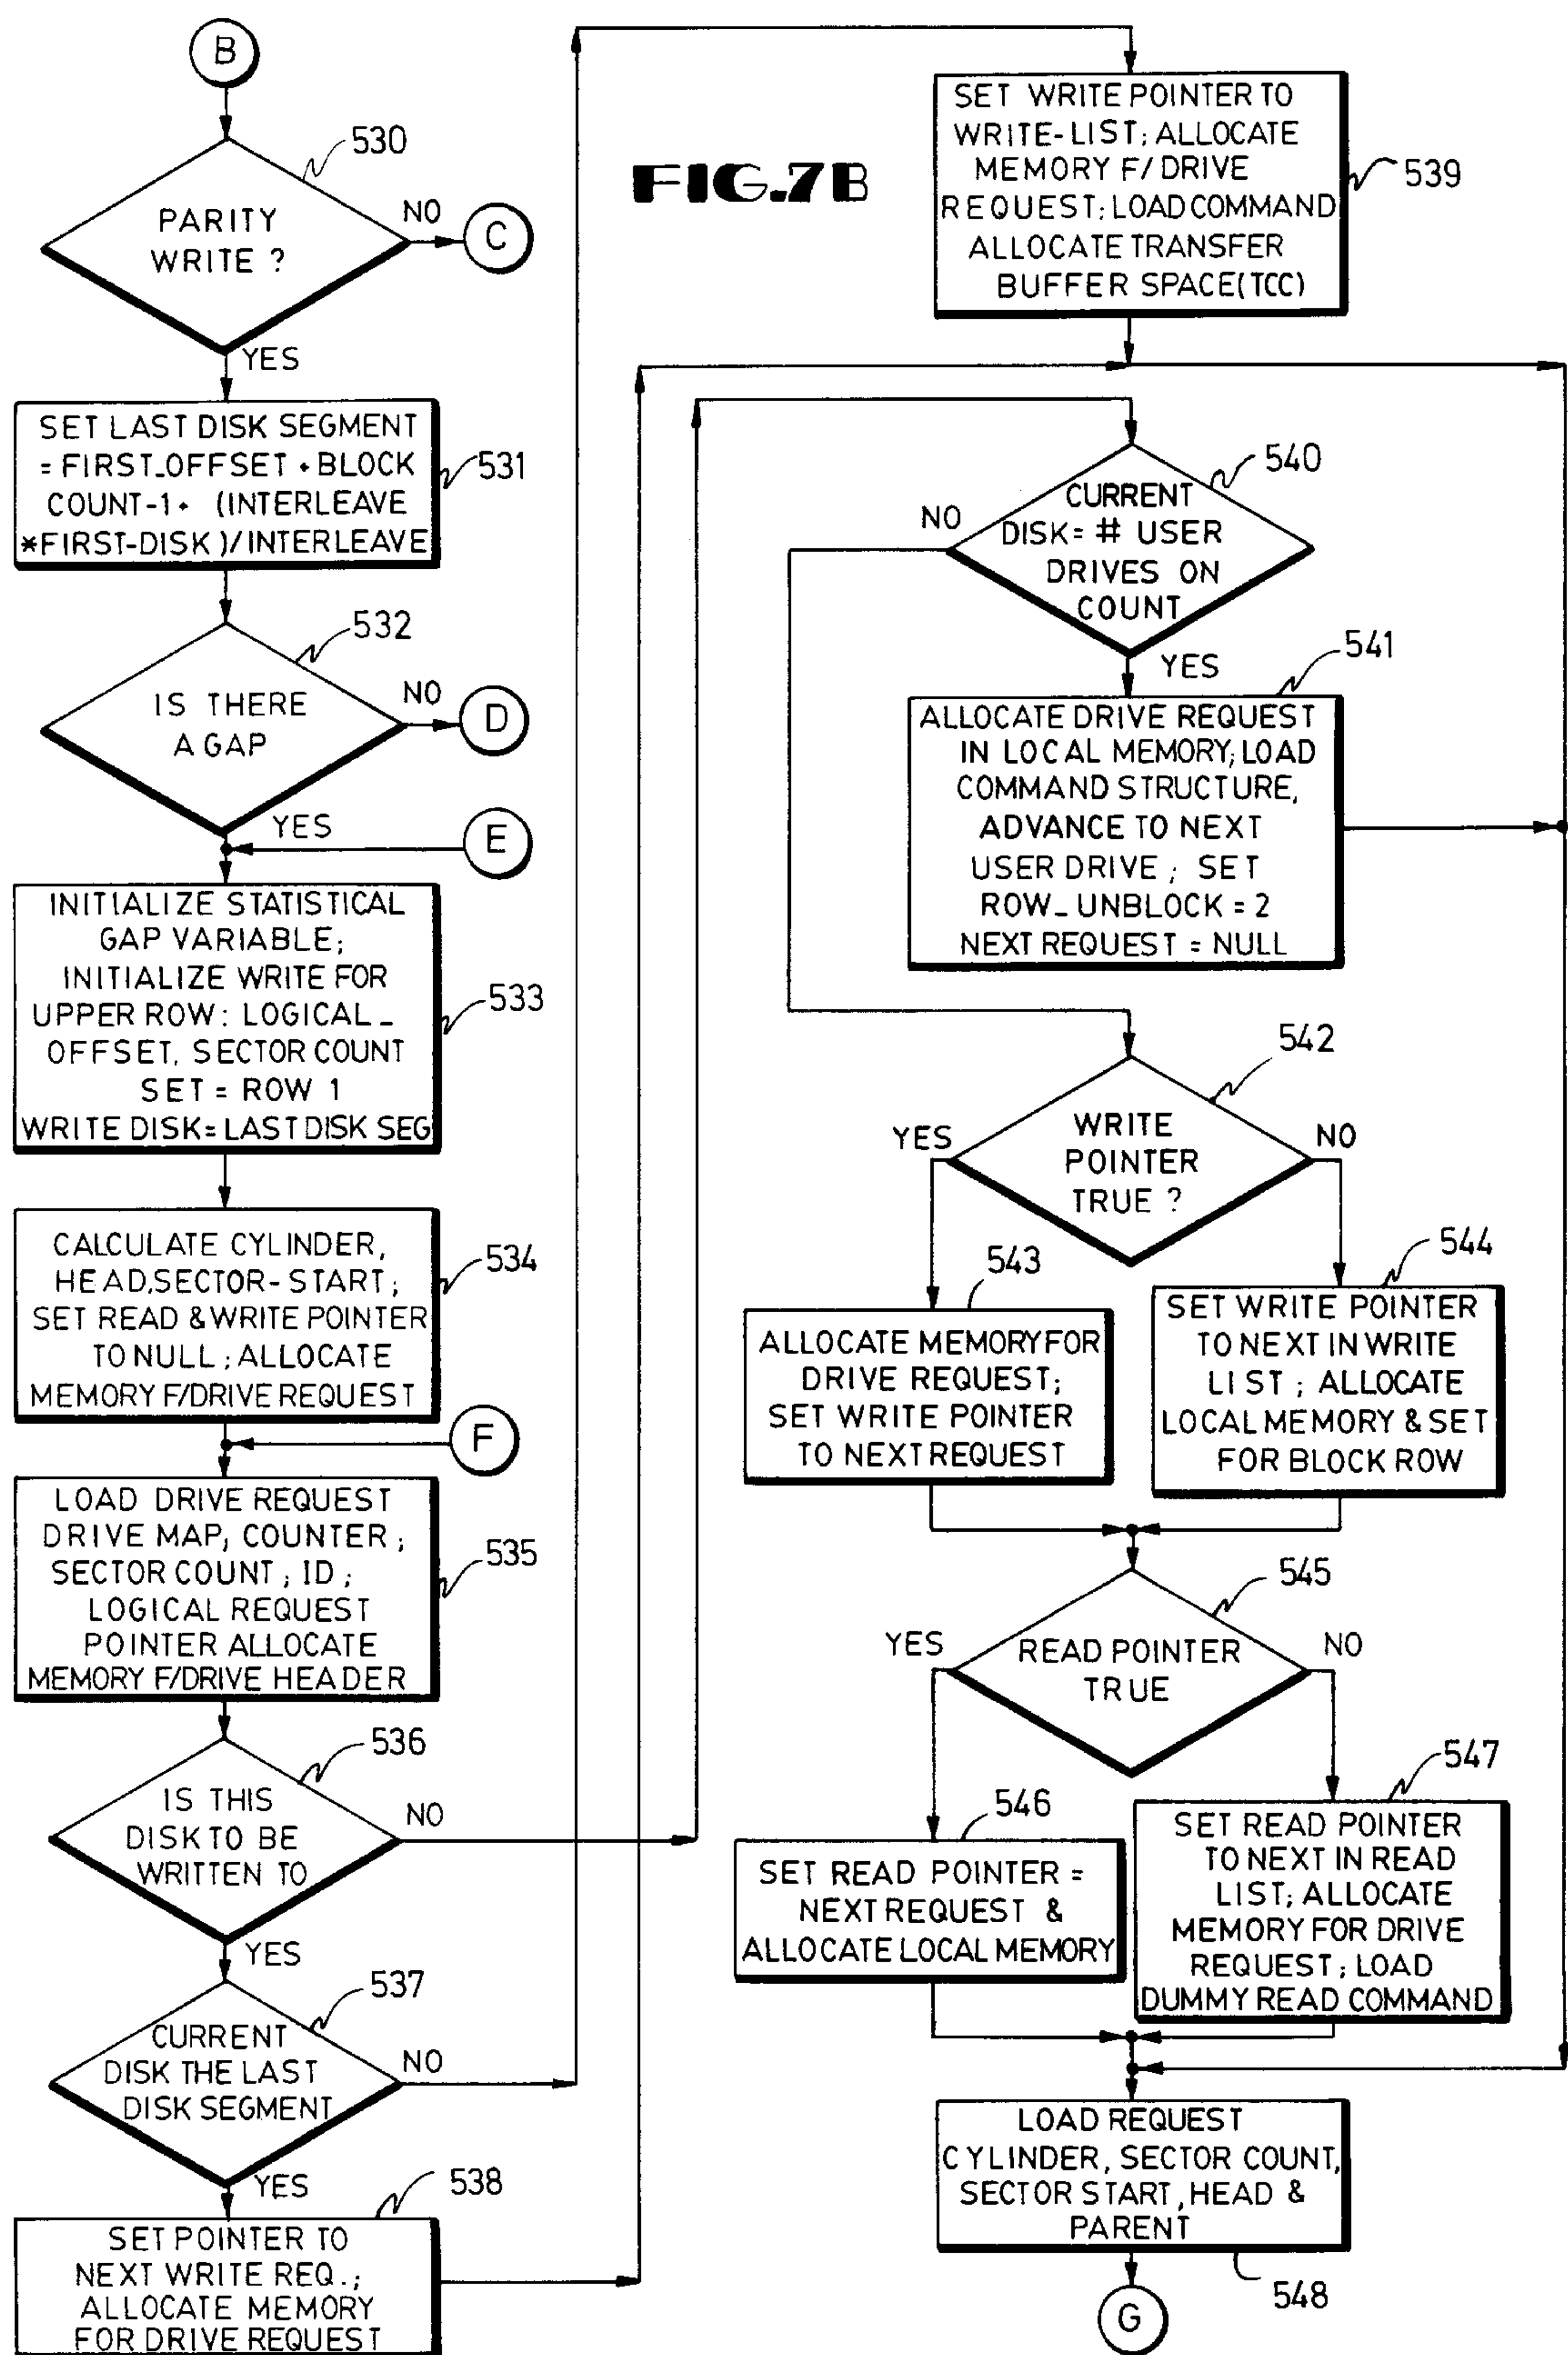 B
530
PARITY
WRITE ?
NO
C
YES
SET LAST DISK SEGMENT
= FIRST_OFFSET + BLOCK
COUNT-1+ (INTERLEAVE
*FIRST-DISK)/INTERLEAVE
531
532
IS THERE
A GAP
NO
D
YES
E
INITIALIZE STATISTICAL
GAP VARIABLE;
INITIALIZE WRITE FOR
UPPER ROW: LOGICAL_
OFFSET, SECTOR COUNT
SET = ROW 1
WRITE DISK=LAST DISK SEG
533
CALCULATE CYLINDER,
HEAD,SECTOR-START;
SET READ & WRITE POINTER
TO NULL; ALLOCATE
MEMORY F/DRIVE REQUEST
534
F
LOAD DRIVE REQUEST
DRIVE MAP, COUNTER;
SECTOR COUNT; ID;
LOGICAL REQUEST
POINTER ALLOCATE
MEMORY F/DRIVE HEADER
535
536
IS THIS
DISK TO BE
WRITTEN TO
NO
YES
537
CURRENT
DISK THE LAST
DISK SEGMENT
NO
YES
538
SET POINTER TO
NEXT WRITE REQ.;
ALLOCATE MEMORY
FOR DRIVE REQUEST
FIG.7B
SET WRITE POINTER TO
WRITE-LIST; ALLOCATE
MEMORY F/ DRIVE
REQUEST; LOAD COMMAND
ALLOCATE TRANSFER
BUFFER SPACE(TCC)
539
540
CURRENT
DISK= # USER
DRIVES ON
COUNT
NO
YES
541
ALLOCATE DRIVE REQUEST
IN LOCAL MEMORY; LOAD
COMMAND STRUCTURE,
ADVANCE TO NEXT
USER DRIVE; SET
ROW_UNBLOCK = 2
NEXT REQUEST = NULL
542
WRITE
POINTER
TRUE ?
YES
NO
543
ALLOCATE MEMORY FOR
DRIVE REQUEST;
SET WRITE POINTER
TO NEXT REQUEST
544
SET WRITE POINTER
TO NEXT IN WRITE
LIST; ALLOCATE
LOCAL MEMORY & SET
FOR BLOCK ROW
545
READ POINTER
TRUE
YES
NO
546
SET READ POINTER =
NEXT REQUEST &
ALLOCATE LOCAL MEMORY
547
SET READ POINTER
TO NEXT IN READ
LIST; ALLOCATE
MEMORY FOR DRIVE
REQUEST; LOAD
DUMMY READ COMMAND
LOAD REQUEST
CYLINDER, SECTOR COUNT,
SECTOR START, HEAD &
PARENT
548
G